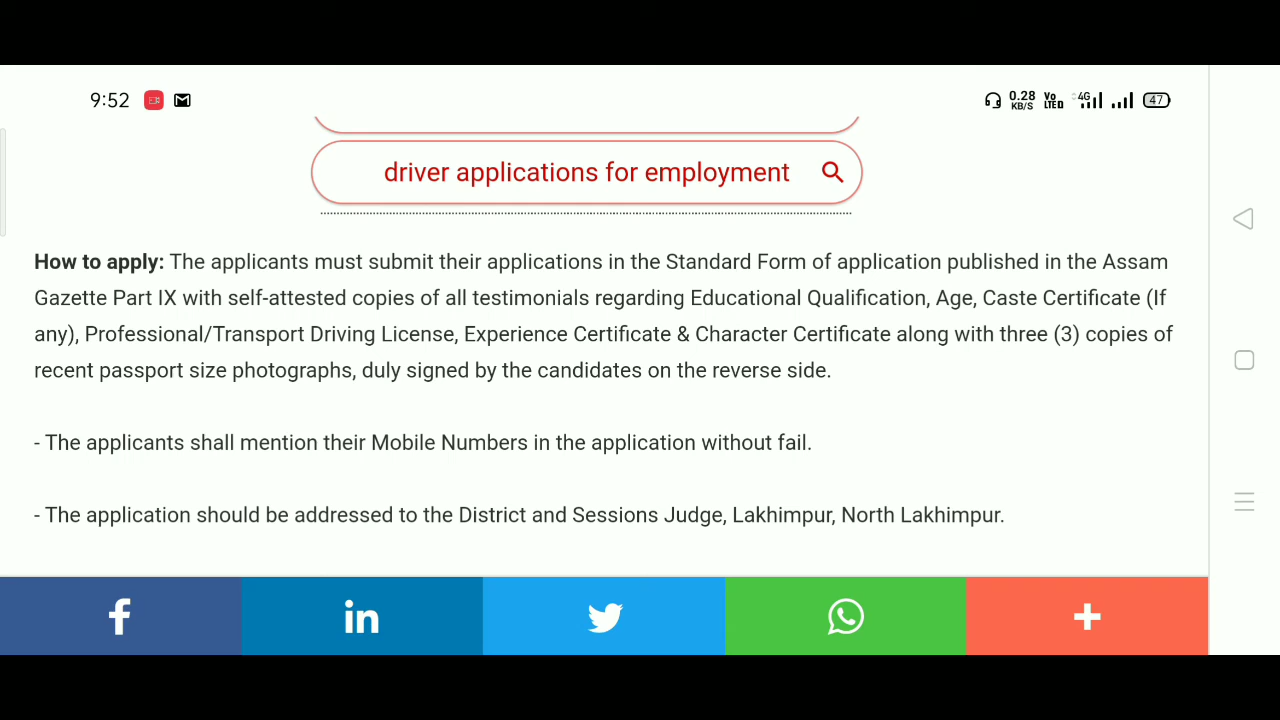 9:52
0.28
KB/S
Vo
LTE
4G
47
driver applications for employment
How to apply: The applicants must submit their applications in the Standard Form of application published in the Assam
Gazette Part IX with self-attested copies of all testimonials regarding Educational Qualification, Age, Caste Certificate (If
any), Professional/Transport Driving License, Experience Certificate & Character Certificate along with three (3) copies of
recent passport size photographs, duly signed by the candidates on the reverse side.
- The applicants shall mention their Mobile Numbers in the application without fail.
- The application should be addressed to the District and Sessions Judge, Lakhimpur, North Lakhimpur.
f
in
+